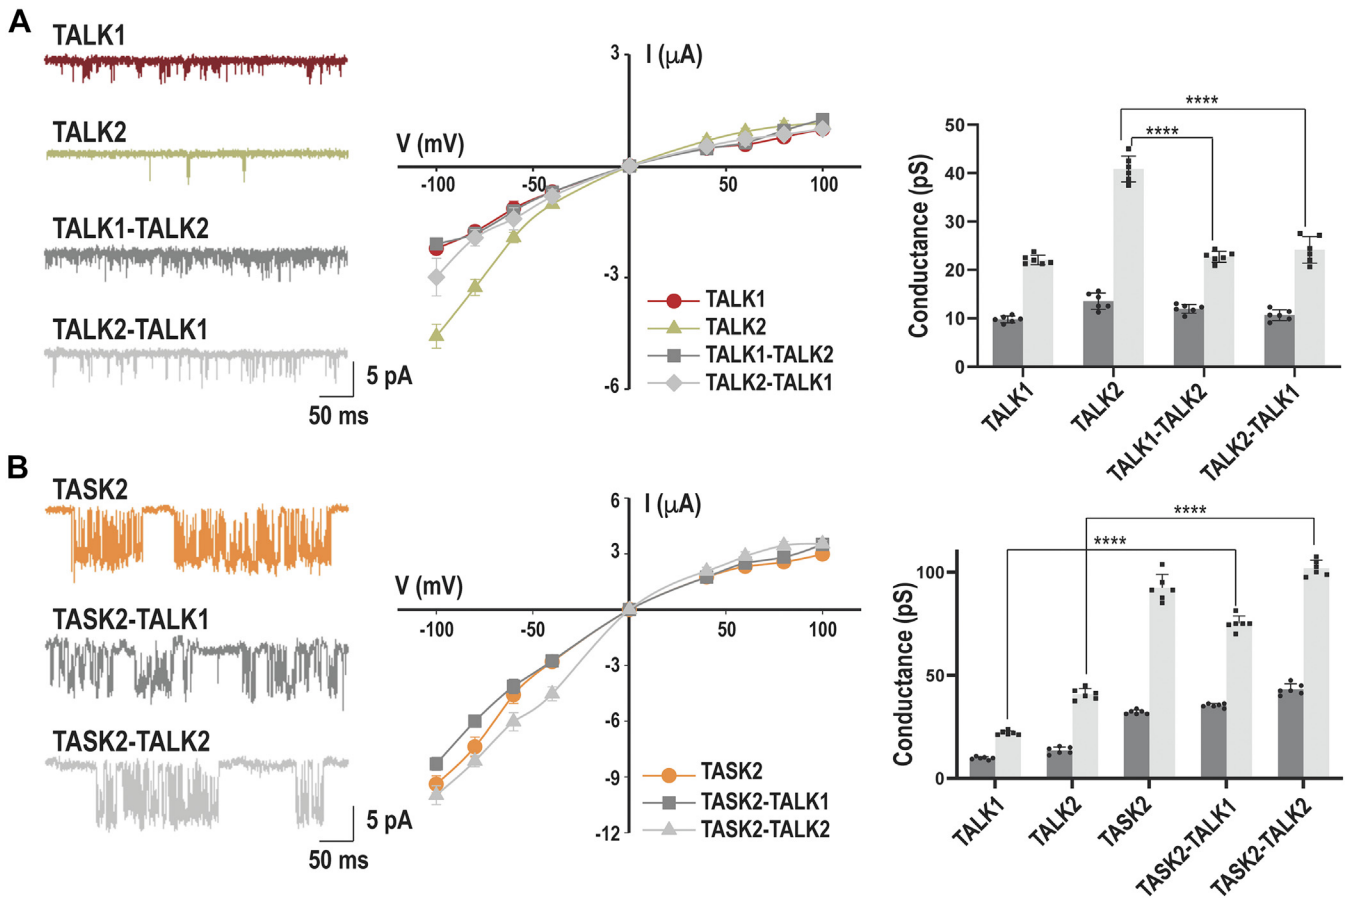 A
TALK1
TALK2
TALK1-TALK2
TALK2-TALK1
5 pA
50 ms
3
I (μA)
V (mV)
-100
-50
50
100
-3
-6
TALK1
TALK2
TALK1-TALK2
TALK2-TALK1
****
****
Conductance (pS)
50
40
30
20
10
0
TALK1
TALK2
TALK1-TALK2
TALK2-TALK1
B
TASK2
TASK2-TALK1
TASK2-TALK2
5 pA
50 ms
6
I (μA)
3
V (mV)
-100
-50
50
100
-3
-6
-9
-12
TASK2
TASK2-TALK1
TASK2-TALK2
****
****
Conductance (pS)
100
50
0
TALK1
TALK2
TASK2
TASK2-TALK1
TASK2-TALK2